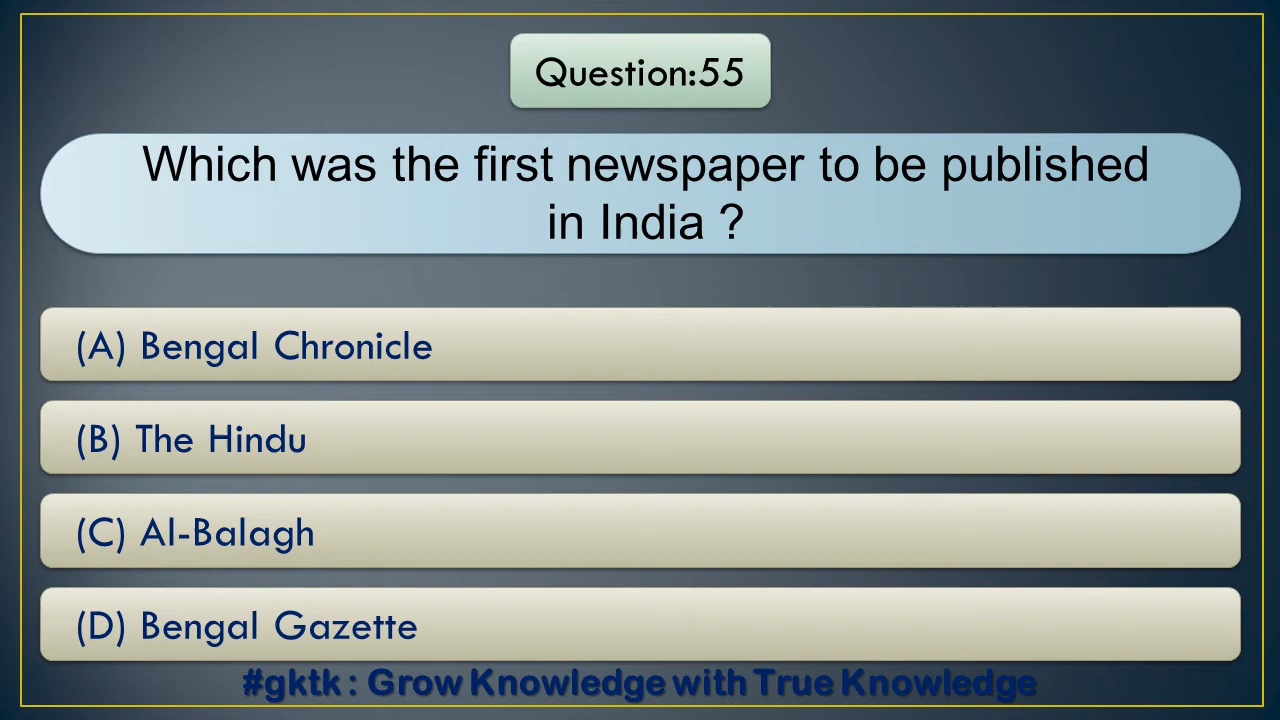 Question:55
Which was the first newspaper to be published
in India ?
(A) Bengal Chronicle
(B) The Hindu
(C) Al-Balagh
(D) Bengal Gazette
#gktk : Grow Knowledge with True Knowledge